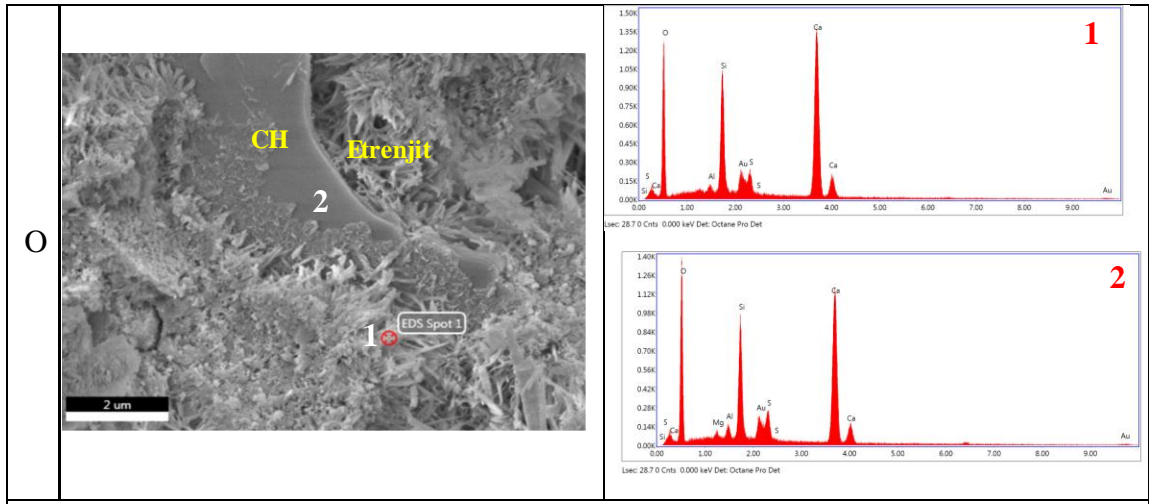 O
CH
Etrenjit
2
1
EDS Spot 1
2 um
1
1.50K
1.35K
1.20K
1.05K
0.90K
0.75K
0.60K
0.45K
0.30K
0.15K
0.00K
O
Si
Ca
Ca
S
Si
Ca
Al
Au
S
S
Au
0.00 1.00 2.00 3.00 4.00 5.00 6.00 7.00 8.00 9.00
Lsec: 28.7 0 Cnts 0.000 keV Det: Octane Pro Det
2
1.40K
1.26K
1.12K
0.98K
0.84K
0.70K
0.56K
0.42K
0.28K
0.14K
0.00K
O
Si
Ca
Ca
S
Si
Ca
Mg
Al
Au
S
S
Au
0.00 1.00 2.00 3.00 4.00 5.00 6.00 7.00 8.00 9.00
Lsec: 28.7 0 Cnts 0.000 keV Det: Octane Pro Det